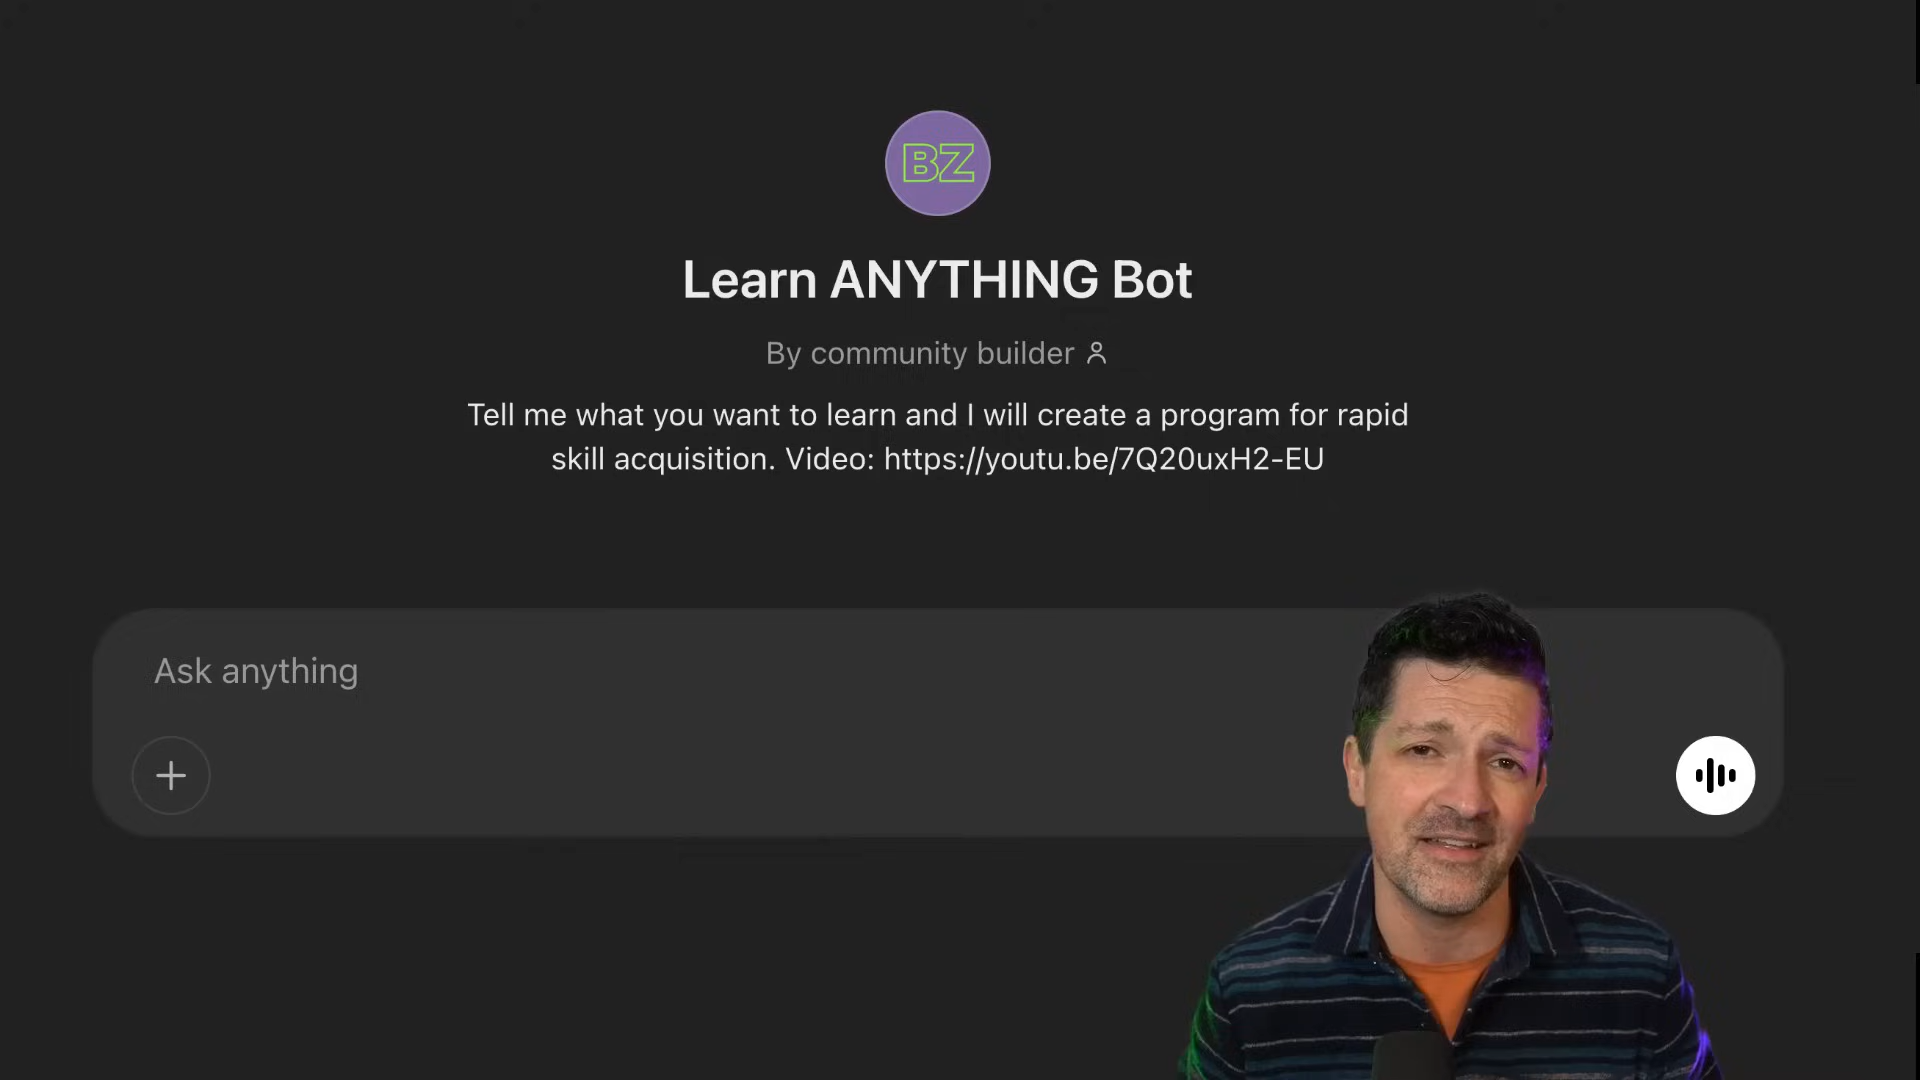 BZ
Learn ANYTHING Bot
By community builder
Tell me what you want to learn and I will create a program for rapid
skill acquisition. Video: https://youtu.be/7Q20uxH2-EU
Ask anything